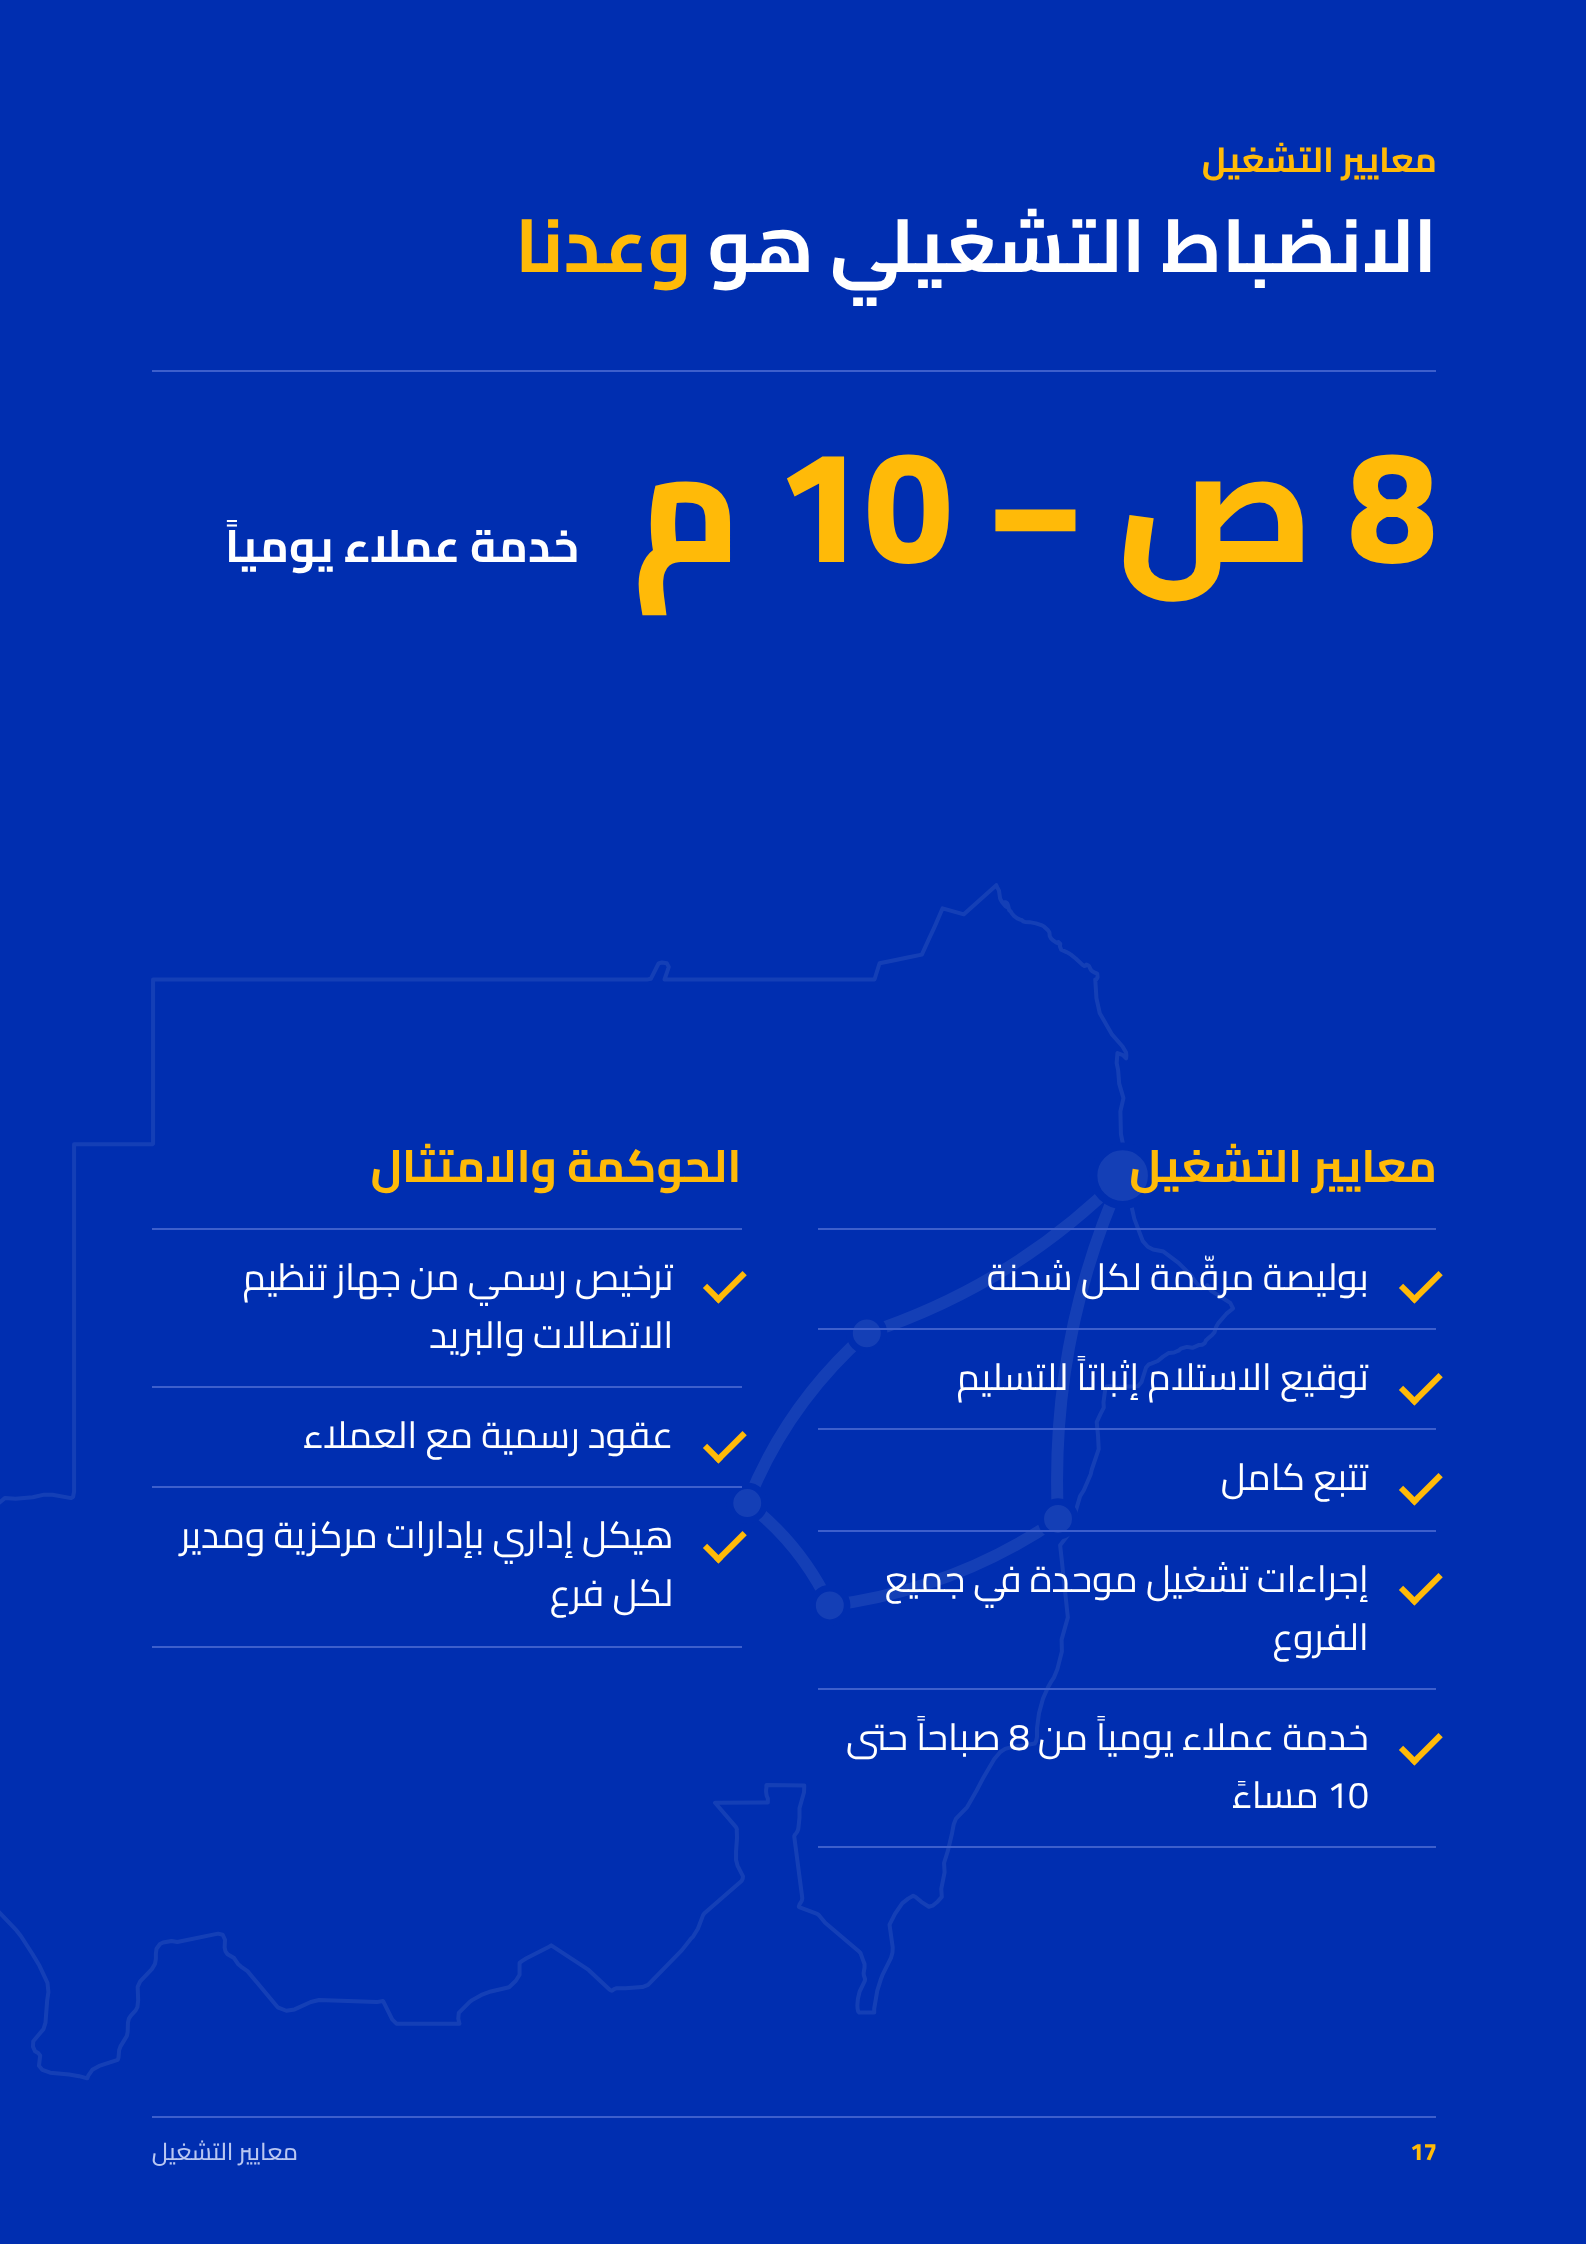 معايير التشغيل
الانضباط التشغيلي هو وعدنا
8 ص – 10 م خدمة عملاء يومياً
معايير التشغيل
بوليصة مرقّمة لكل شحنة
توقيع الاستلام إثباتاً للتسليم
تتبع كامل
إجراءات تشغيل موحدة في جميع
الفروع
خدمة عملاء يومياً من 8 صباحاً حتى
10 مساءً
الحوكمة والامتثال
ترخيص رسمي من جهاز تنظيم
الاتصالات والبريد
عقود رسمية مع العملاء
هيكل إداري بإدارات مركزية ومدير
لكل فرع
17
معايير التشغيل